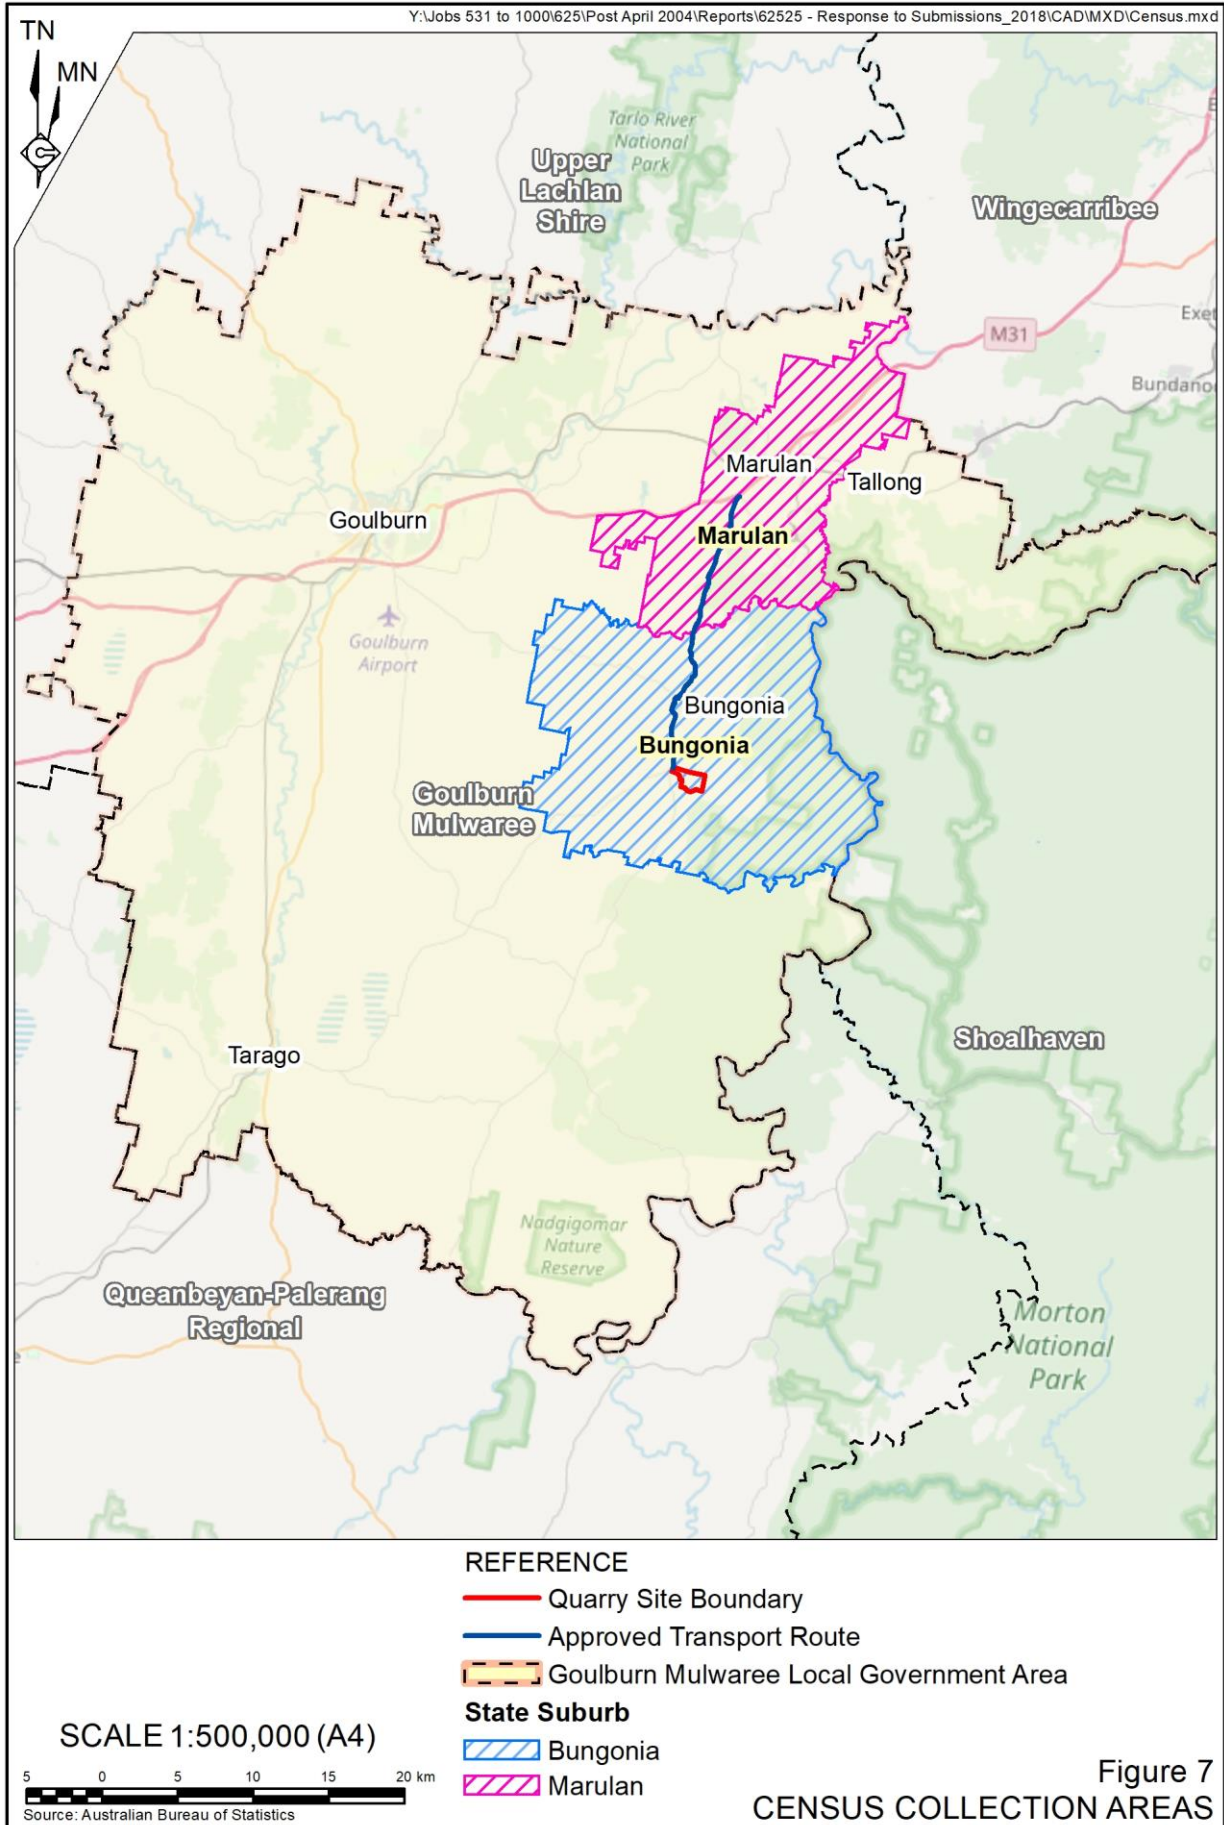 Y:\Jobs 531 to 1000\625\Post April 2004\Reports\62525 - Response to Submissions_2018\CAD\MXD\Census.mxd
TN
MN
Tarlo River
National
Park
Upper
Lachlan
Shire
Wingecarribee
M31
Exet
Bundano
Marulan
Tallong
Goulburn
Marulan
Goulburn
Airport
Bungonia
Bungonia
Goulburn
Mulwaree
Shoalhaven
Tarago
Nadgigomar
Nature
Reserve
Queanbeyan-Palerang
Regional
Morton
National
Park
REFERENCE
Quarry Site Boundary
Approved Transport Route
Goulburn Mulwaree Local Government Area
State Suburb
Bungonia
Marulan
SCALE 1:500,000 (A4)
5 0 5 10 15 20 km
Source: Australian Bureau of Statistics
Figure 7
CENSUS COLLECTION AREAS